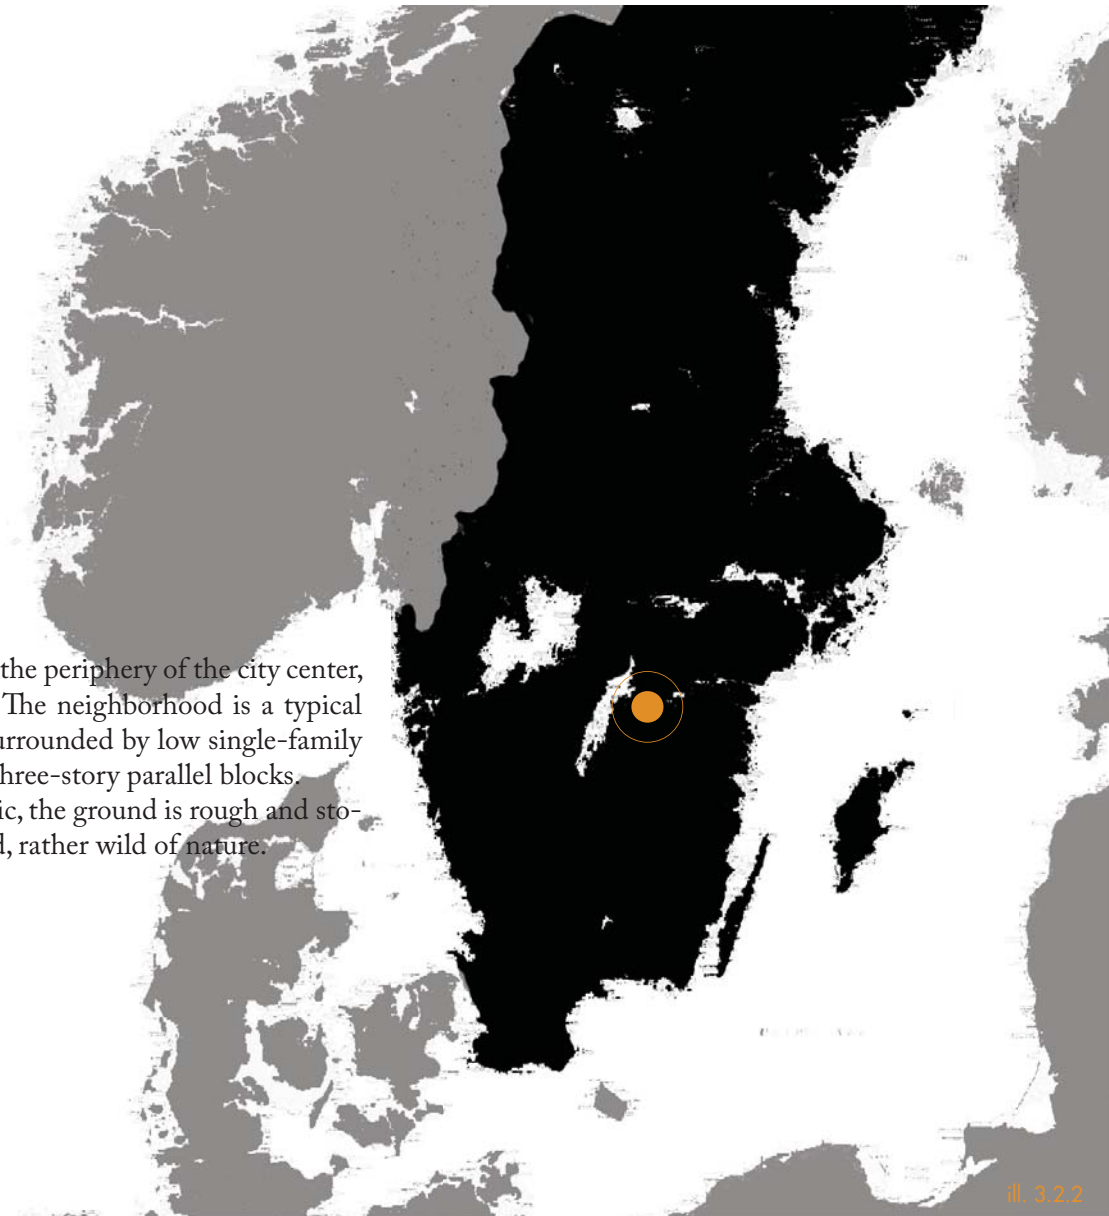 the periphery of the city center,
The neighborhood is a typical
urrounded by low single-family
hree-story parallel blocks.
ic, the ground is rough and sto-
d, rather wild of nature.
ill. 3.2.2